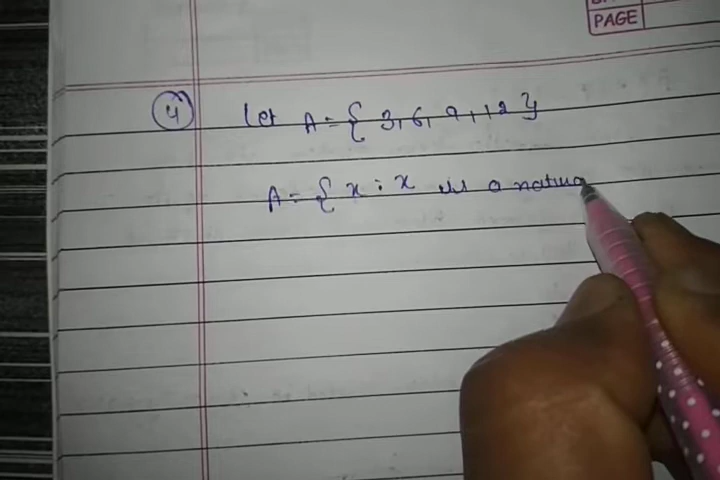 PAGE
4 Let A = { 3, 6, 9, 12 }
A = { x : x is a natura